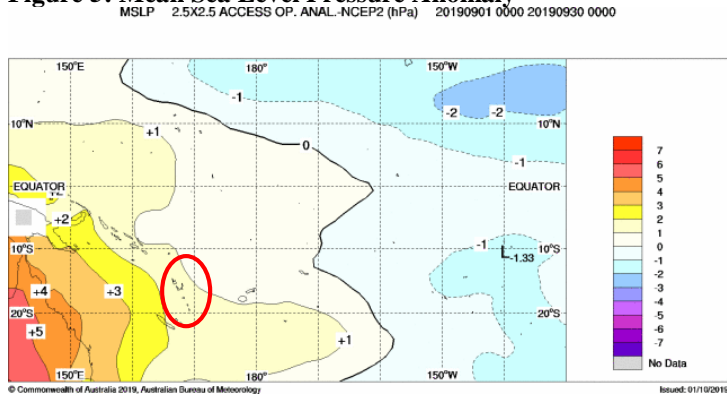 Figure 3. Mean Sea Level Pressure Anomaly
MSLP 2.5X2.5 ACCESS OP. ANAL.-NCEP2 (hPa) 20190901 0000 20190930 0000
150°E 180° 150°W
-1 -2 -2
10°N +1 10°N
0
-1
EQUATOR EQUATOR
+2
10°S -1 L -1.33 10°S
+4 +3
20°S 20°S
+5 +1
150°E 180° 150°W
7
6
5
4
3
2
1
0
-1
-2
-3
-4
-5
-6
-7
No Data
© Commonwealth of Australia 2019, Australian Bureau of Meteorology Issued: 01/10/2019